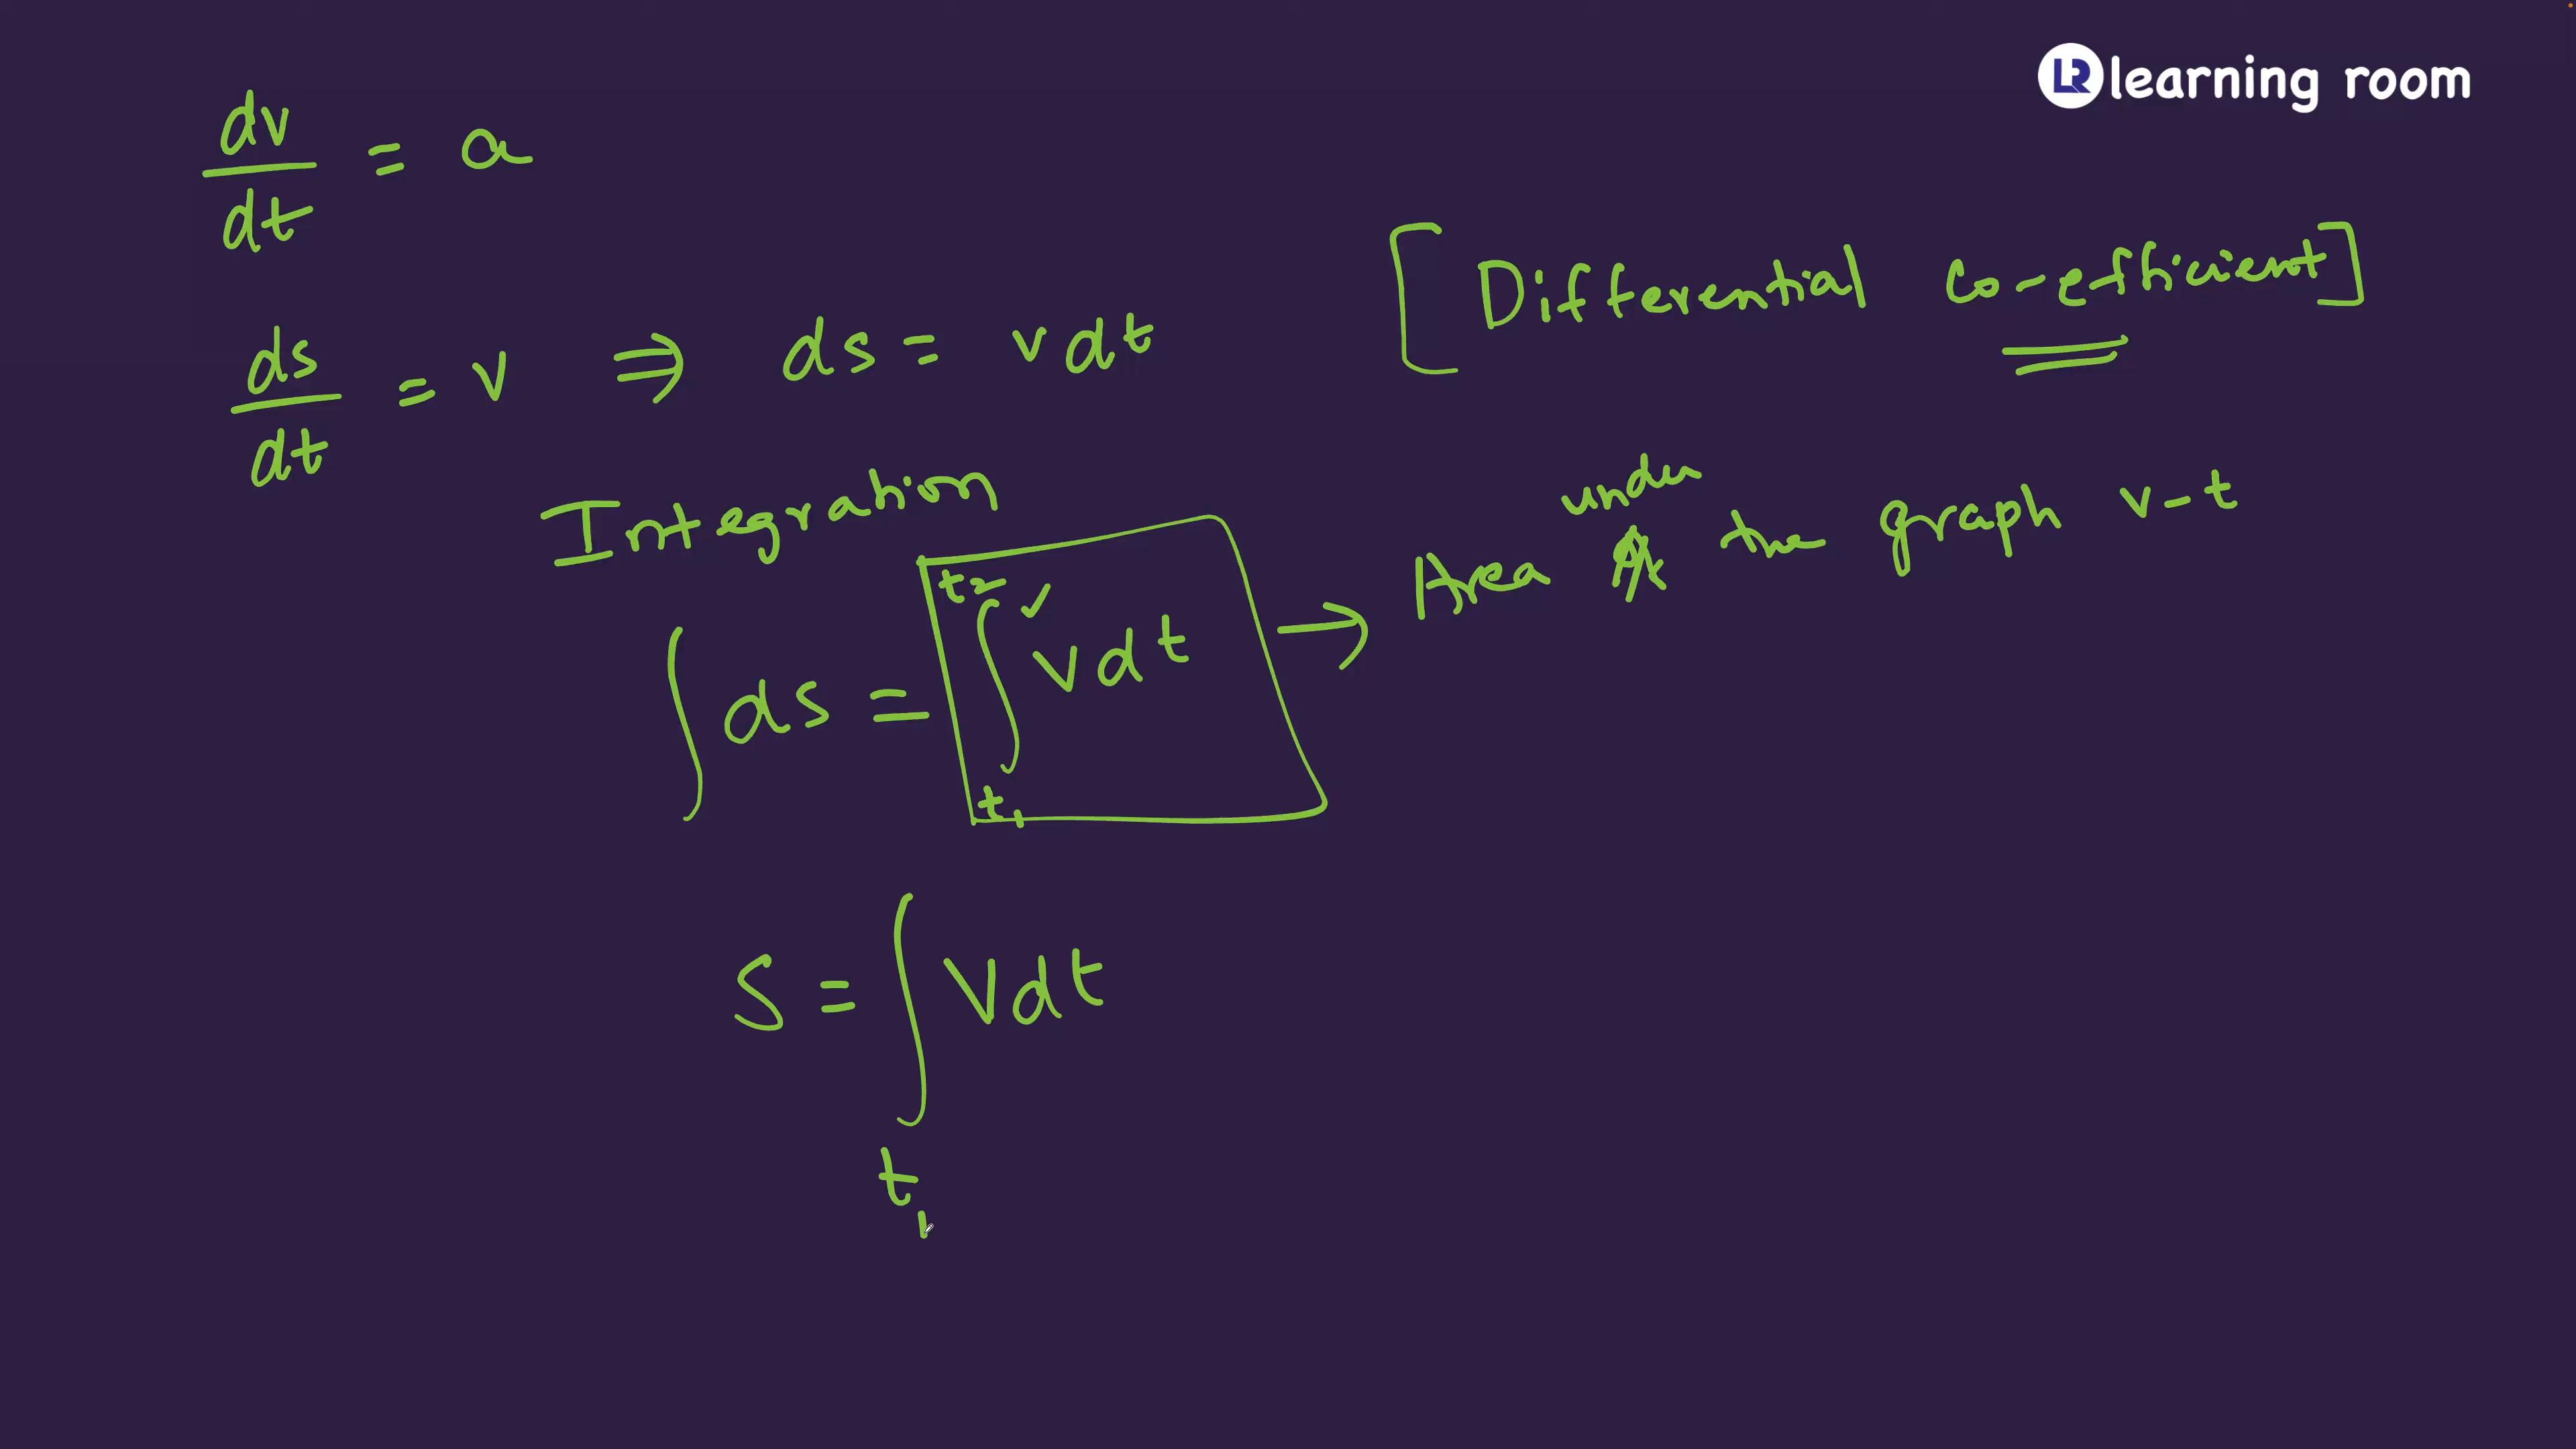 LR learning room
dv/dt = a
[Differential Co-efficient]
ds/dt = v ⇒ ds = v dt
Integration
under
Area the graph v-t
∫ ds = ∫_{t1}^{t2} v dt →
S = ∫_{t1} v dt